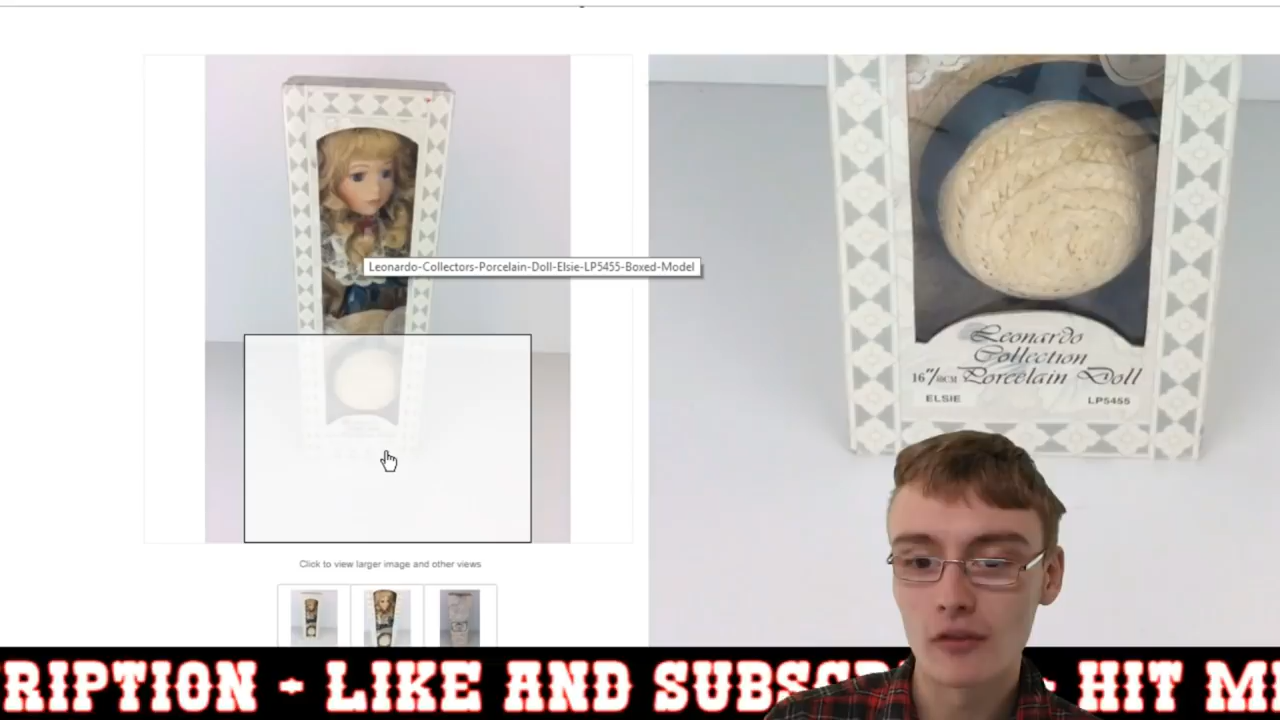 Leonardo-Collectors-Porcelain-Doll-Elsie-LP5455-Boxed-Model
Leonardo
Collection
16"/40CM Porcelain Doll
ELSIE LP5455
Click to view larger image and other views
RIPTION - LIKE AND SUBSC - HIT M